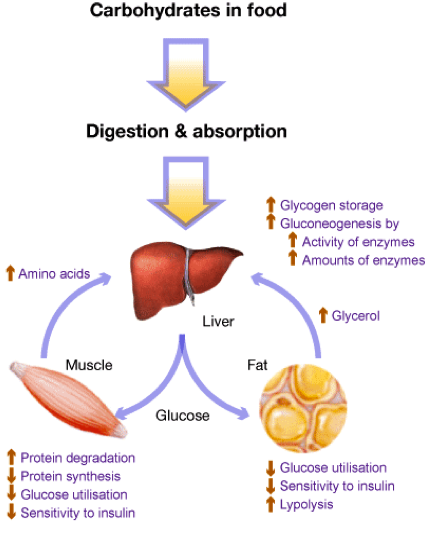 Carbohydrates in food
Digestion & absorption
Glycogen storage
Gluconeogenesis by
Activity of enzymes
Amounts of enzymes
Amino acids
Liver
Glycerol
Muscle
Fat
Glucose
Protein degradation
Protein synthesis
Glucose utilisation
Sensitivity to insulin
Glucose utilisation
Sensitivity to insulin
Lypolysis